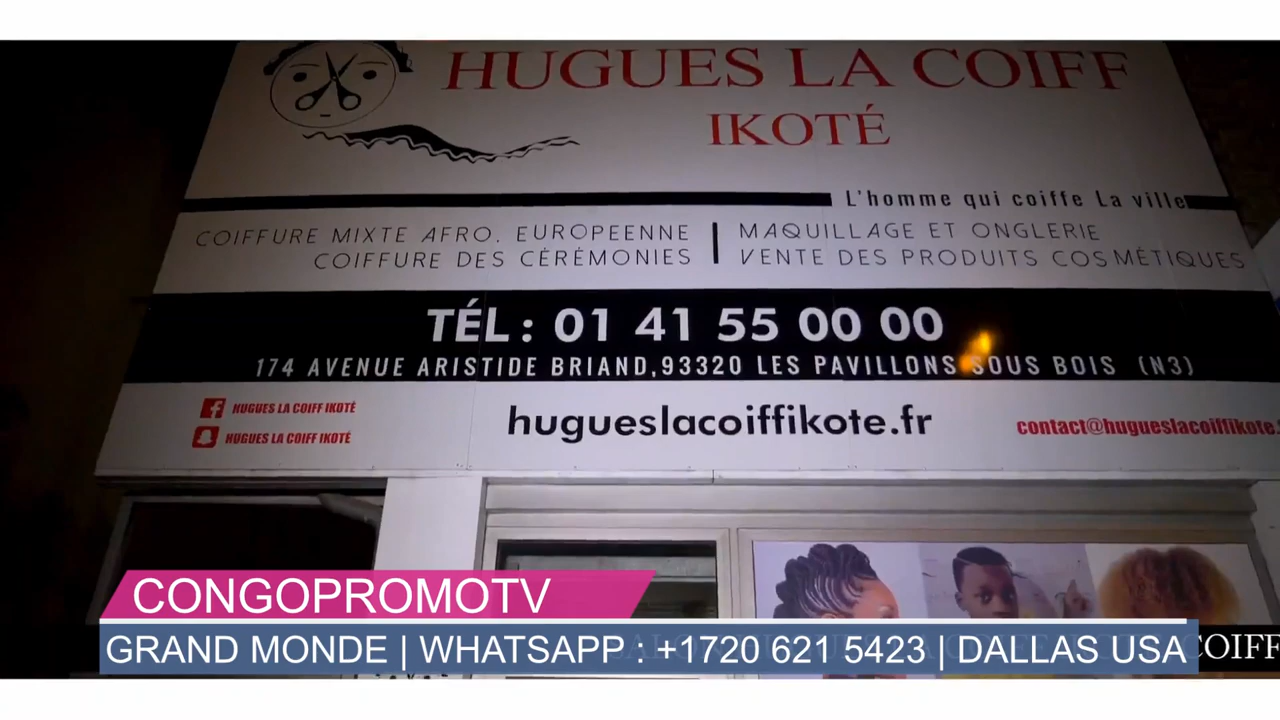 HUGUES LA COIFF
IKOTÉ
L'homme qui coiffe La ville
COIFFURE MIXTE AFRO, EUROPEENNE
COIFFURE DES CÉRÉMONIES
MAQUILLAGE ET ONGLERIE
VENTE DES PRODUITS COSMÉTIQUES
TÉL : 01 41 55 00 00
174 AVENUE ARISTIDE BRIAND,93320 LES PAVILLONS SOUS BOIS (N3)
HUGUES LA COIFF IKOTÉ
HUGUES LA COIFF IKOTÉ
hugueslacoiffikote.fr
contact@hugueslacoiffikote.
CONGOPROMOTV
GRAND MONDE | WHATSAPP : +1720 621 5423 | DALLAS USA
COIFF